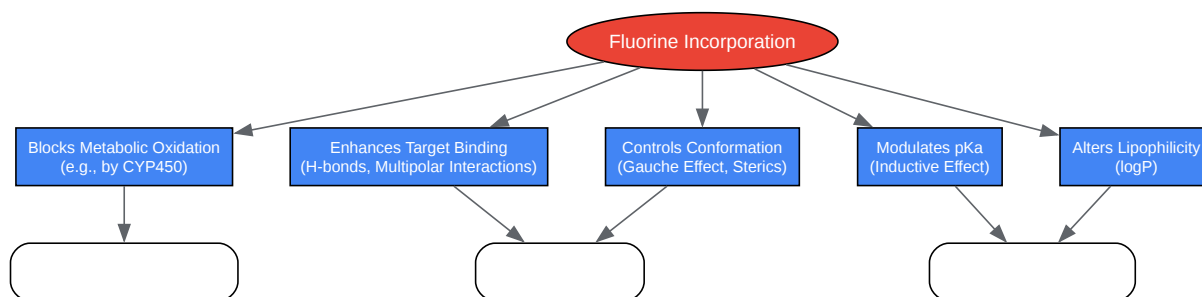 Fluorine Incorporation
Blocks Metabolic Oxidation
(e.g., by CYP450)
Enhances Target Binding
(H-bonds, Multipolar Interactions)
Controls Conformation
(Gauche Effect, Sterics)
Modulates pKa
(Inductive Effect)
Alters Lipophilicity
(logP)